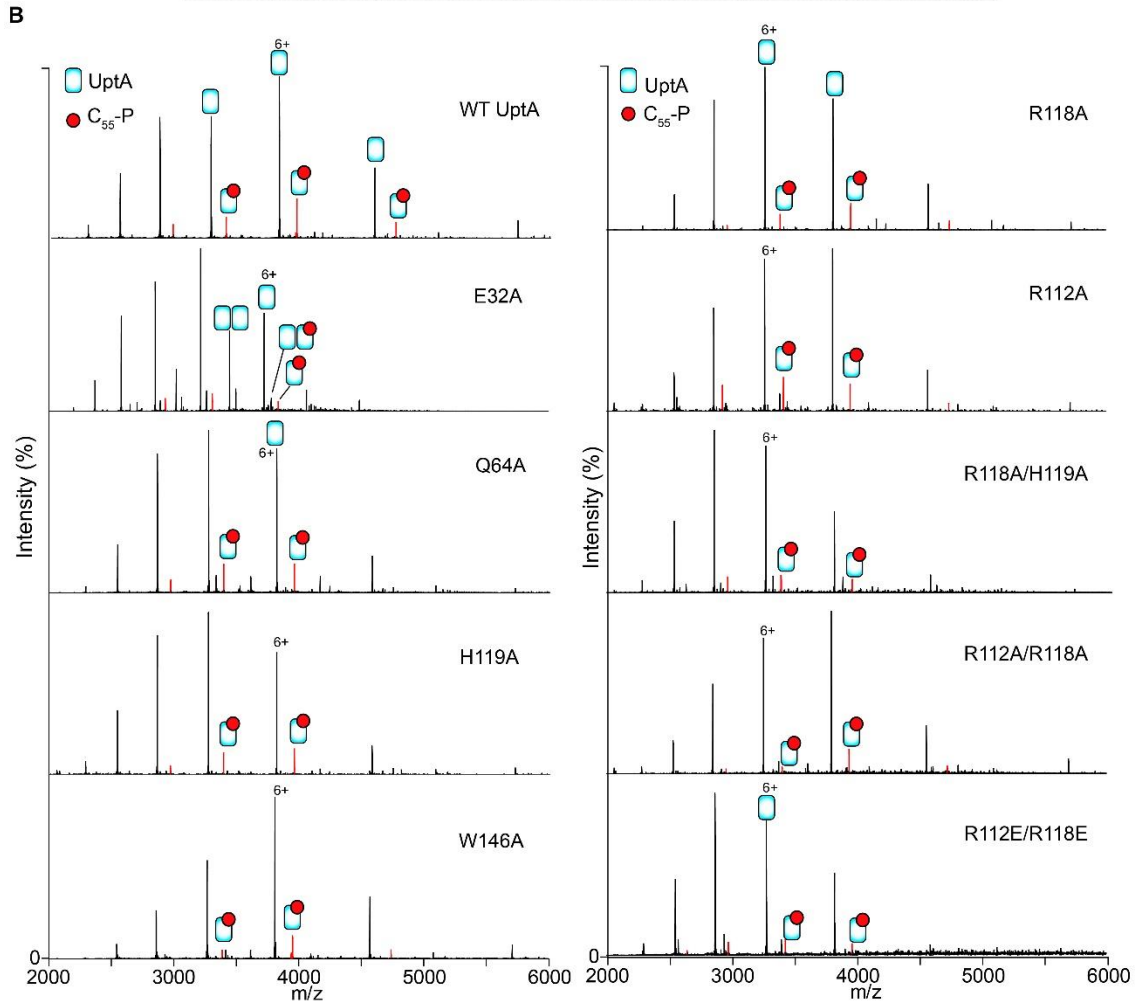 B
6+
UptA
C55-P
WT UptA
6+
E32A
6+
Q64A
6+
H119A
6+
W146A
Intensity (%)
0
2000 3000 4000 5000 6000
m/z
6+
UptA
C55-P
R118A
6+
R112A
6+
R118A/H119A
6+
R112A/R118A
6+
R112E/R118E
Intensity (%)
0
2000 3000 4000 5000 6000
m/z